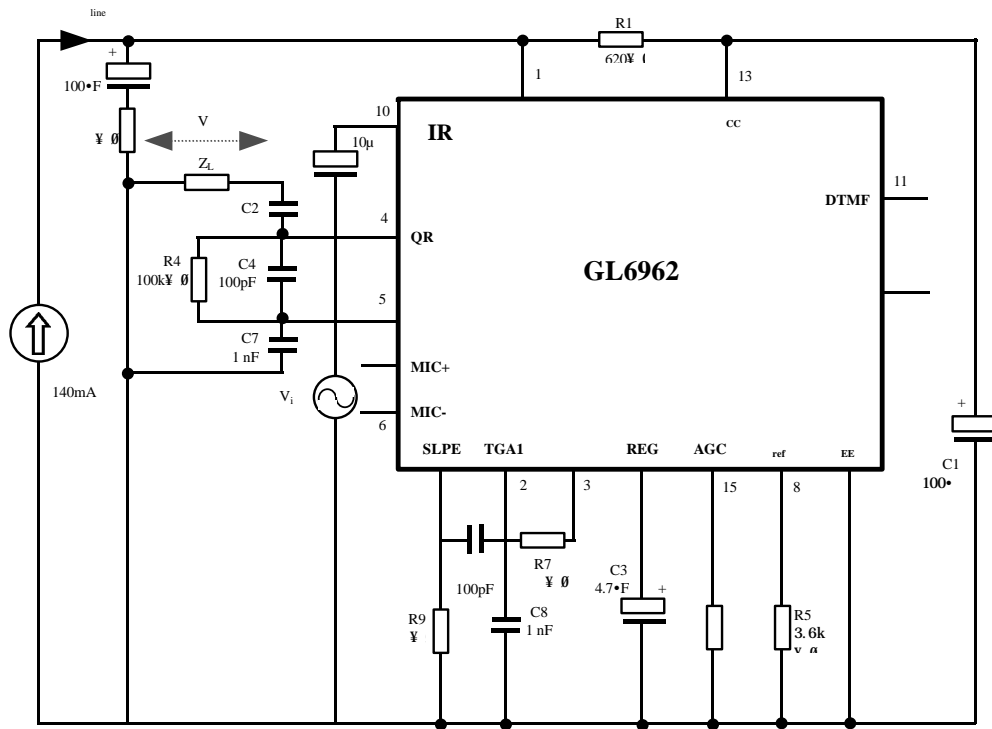 line
R1
620¥
+
1
13
100•F
10
CC
¥ Ø
V
IR
10µ
11
Z_L
DTMF
C2
4
QR
GL6962
R4
100k¥ Ø
C4
100pF
5
C7
1 nF
MIC+
140mA
V_i
MIC-
6
+
SLPE
TGA1
REG
AGC
ref
EE
C1
100•
2
3
15
8
R7
¥ Ø
100pF
C3
4.7•F
+
R9
¥
C8
1 nF
R5
3.6k